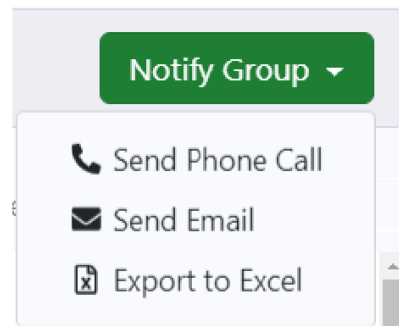 Notify Group
Send Phone Call
Send Email
Export to Excel